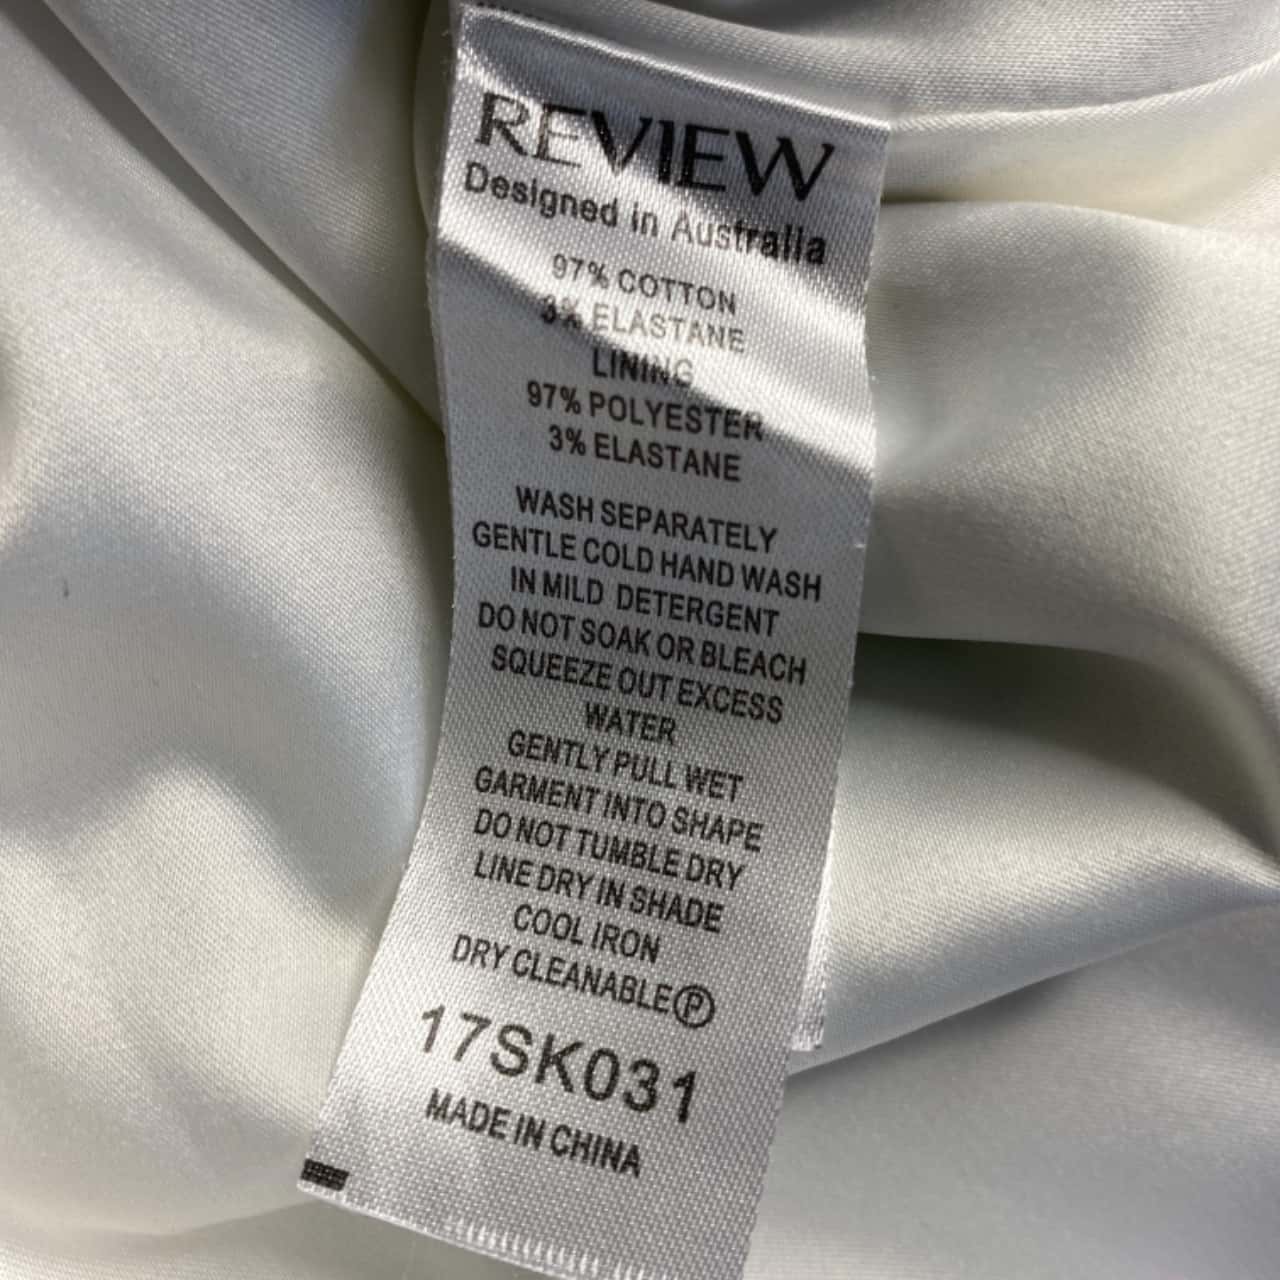 REVIEW
Designed in Australia
97% COTTON
3% ELASTANE
LINING
97% POLYESTER
3% ELASTANE
WASH SEPARATELY
GENTLE COLD HAND WASH
IN MILD DETERGENT
DO NOT SOAK OR BLEACH
SQUEEZE OUT EXCESS
WATER
GENTLY PULL WET
GARMENT INTO SHAPE
DO NOT TUMBLE DRY
LINE DRY IN SHADE
COOL IRON
DRY CLEANABLE Ⓟ
17SK031
MADE IN CHINA